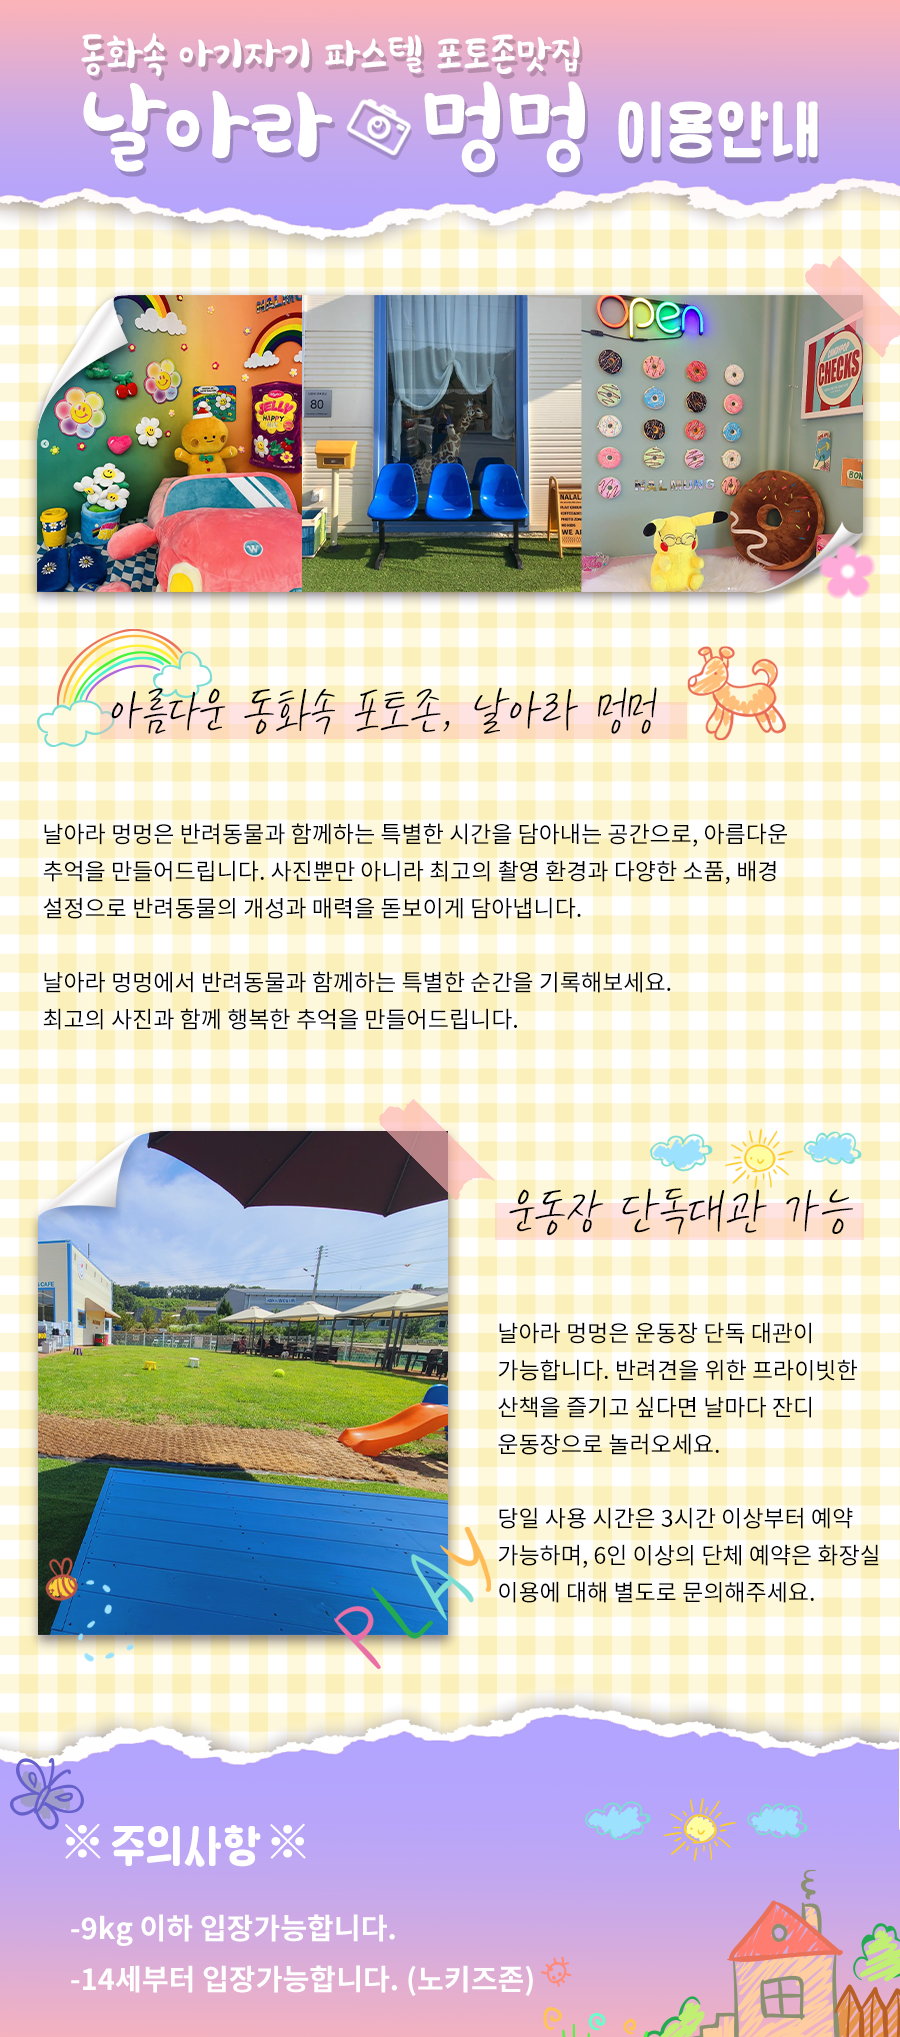 동화속 아기자기 파스텔 포토존맛집
날아라 멍멍 이용안내
JELLY
HAPPY
W
80
Open
CHECKS
NALMUNG
아름다운 동화속 포토존, 날아라 멍멍
날아라 멍멍은 반려동물과 함께하는 특별한 시간을 담아내는 공간으로, 아름다운
추억을 만들어드립니다. 사진뿐만 아니라 최고의 촬영 환경과 다양한 소품, 배경
설정으로 반려동물의 개성과 매력을 돋보이게 담아냅니다.
날아라 멍멍에서 반려동물과 함께하는 특별한 순간을 기록해보세요.
최고의 사진과 함께 행복한 추억을 만들어드립니다.
운동장 단독대관 가능
날아라 멍멍은 운동장 단독 대관이
가능합니다. 반려견을 위한 프라이빗한
산책을 즐기고 싶다면 날마다 잔디
운동장으로 놀러오세요.
당일 사용 시간은 3시간 이상부터 예약
가능하며, 6인 이상의 단체 예약은 화장실
이용에 대해 별도로 문의해주세요.
PLAY
※ 주의사항 ※
-9kg 이하 입장가능합니다.
-14세부터 입장가능합니다. (노키즈존)